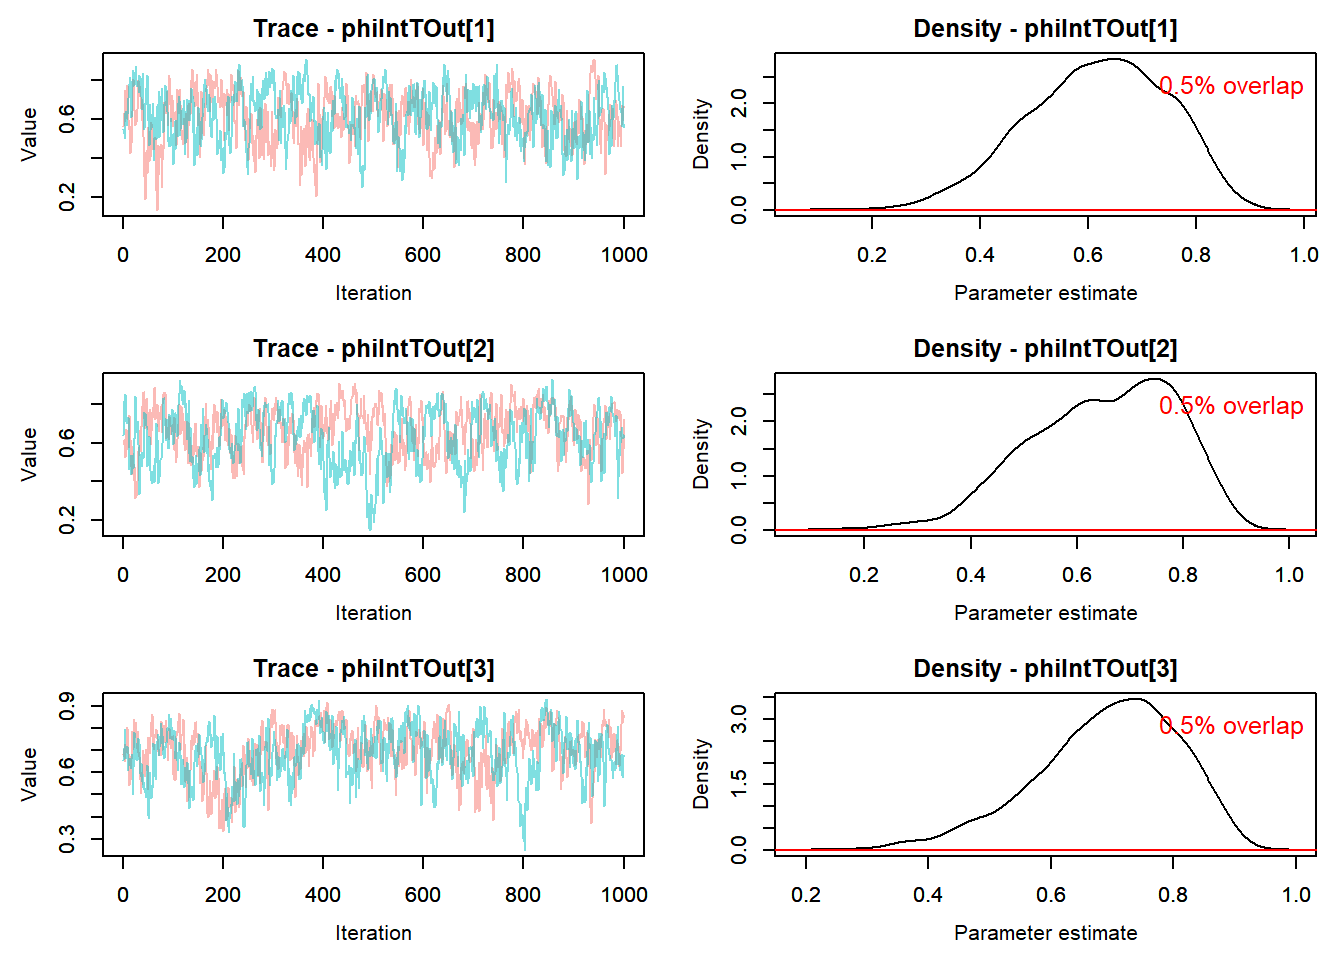 Trace - phiIntTOut[1]
Value
0.2 0.6
0 200 400 600 800 1000
Iteration
Density - phiIntTOut[1]
0.5% overlap
Density
0.0 1.0 2.0
0.2 0.4 0.6 0.8 1.0
Parameter estimate
Trace - phiIntTOut[2]
Value
0.2 0.6
0 200 400 600 800 1000
Iteration
Density - phiIntTOut[2]
0.5% overlap
Density
0.0 1.0 2.0
0.2 0.4 0.6 0.8 1.0
Parameter estimate
Trace - phiIntTOut[3]
Value
0.3 0.6 0.9
0 200 400 600 800 1000
Iteration
Density - phiIntTOut[3]
0.5% overlap
Density
0.0 1.5 3.0
0.2 0.4 0.6 0.8 1.0
Parameter estimate